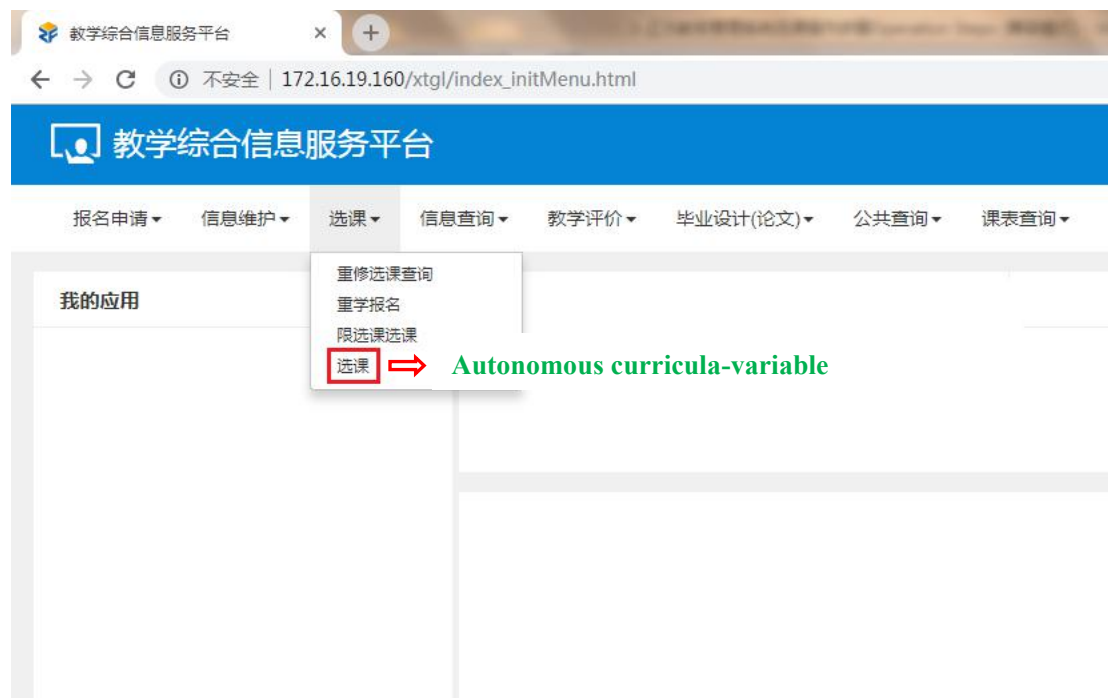 教学综合信息服务平台
不安全 | 172.16.19.160/xtgl/index_initMenu.html
教学综合信息服务平台
报名申请 信息维护 选课 信息查询 教学评价 毕业设计(论文) 公共查询 课表查询
我的应用
重修选课查询
重学报名
限选课选课
选课 Autonomous curricula-variable